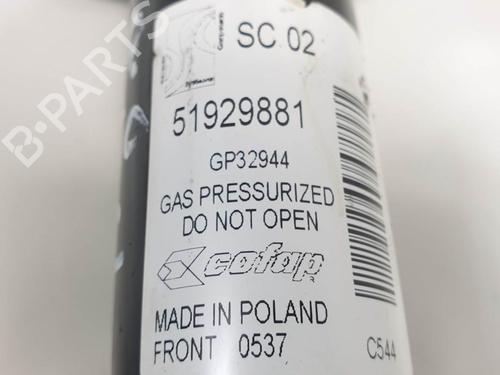 SC 02
51929881
GP32944
GAS PRESSURIZED
DO NOT OPEN
cofap
MADE IN POLAND
FRONT 0537
C544
B-PARTS